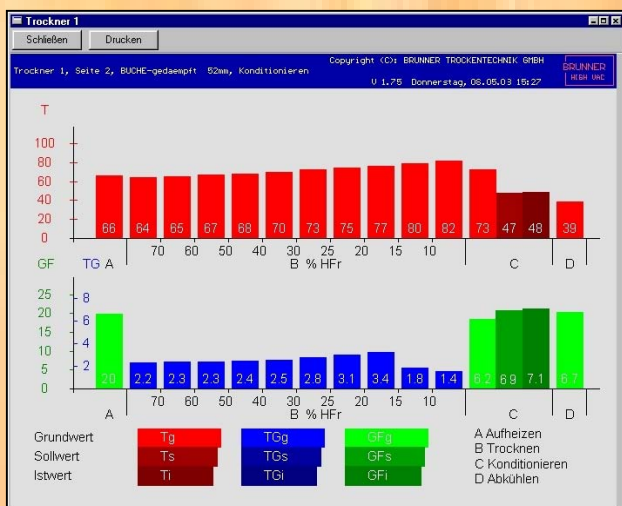 Trockner 1
Schließen Drucken
Copyright (C): BRUNNER TROCKENTECHNIK GMBH
Trockner 1, Seite 2, BUCHE-gedaempft 52mm, Konditionieren
V 1.75 Donnerstag, 08.05.03 15:27
BRUNNER
HIGH VAC
T
100
80
60
40
20
0
66 64 65 67 68 70 73 75 77 80 82 73 47 48 39
70 60 50 40 30 25 20 15 10
GF TG A B % HFr C D
25
20
15
10
5
0
8
6
4
2
20 2.2 2.3 2.3 2.4 2.5 2.8 3.1 3.4 1.8 1.4 6.2 6.9 7.1 6.7
70 60 50 40 30 25 20 15 10
A B % HFr C D
Grundwert Tg TGg GFg
Sollwert Ts TGs GFs
Istwert Ti TGi GFi
A Aufheizen
B Trocknen
C Konditionieren
D Abkühlen